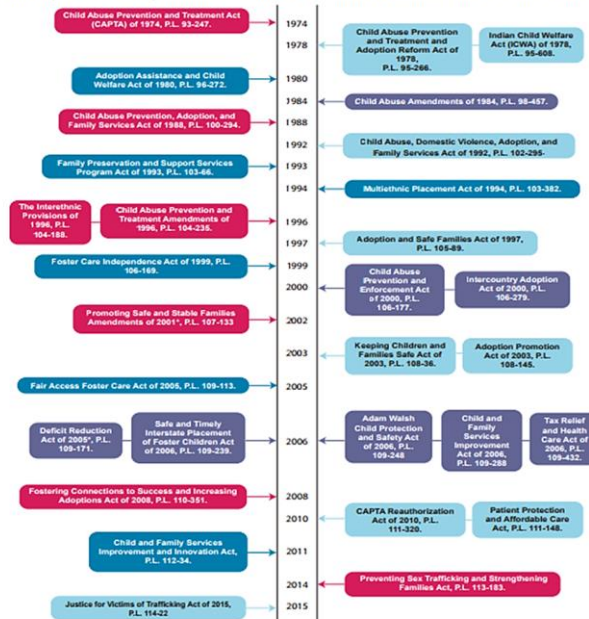 Child Abuse Prevention and Treatment Act
(CAPTA) of 1974, P.L. 93-247.
1974
1978
Child Abuse Prevention
and Treatment and
Adoption Reform Act of
1978,
P.L. 95-266.
Indian Child Welfare
Act (ICWA) of 1978,
P.L. 95-608.
Adoption Assistance and Child
Welfare Act of 1980, P.L. 96-272.
1980
1984
Child Abuse Amendments of 1984, P.L. 98-457.
Child Abuse Prevention, Adoption, and
Family Services Act of 1988, P.L. 100-294.
1988
1992
Child Abuse, Domestic Violence, Adoption, and
Family Services Act of 1992, P.L. 102-295-
Family Preservation and Support Services
Program Act of 1993, P.L. 103-66.
1993
1994
Multiethnic Placement Act of 1994, P.L. 103-382.
The Interethnic
Provisions of
1996, P.L.
104-188.
Child Abuse Prevention and
Treatment Amendments of
1996, P.L. 104-235.
1996
1997
Adoption and Safe Families Act of 1997,
P.L. 105-89.
Foster Care Independence Act of 1999, P.L.
106-169.
1999
2000
Child Abuse
Prevention and
Enforcement Act
of 2000, P.L.
106-177.
Intercountry Adoption
Act of 2000, P.L.
106-279.
Promoting Safe and Stable Families
Amendments of 2001*, P.L. 107-133
2002
2003
Keeping Children and
Families Safe Act of
2003, P.L. 108-36.
Adoption Promotion
Act of 2003, P.L.
108-145.
Fair Access Foster Care Act of 2005, P.L. 109-113.
2005
Deficit Reduction
Act of 2005*, P.L.
109-171.
Safe and Timely
Interstate Placement
of Foster Children Act
of 2006, P.L. 109-239.
2006
Adam Walsh
Child Protection
and Safety Act
of 2006, P.L.
109-248
Child and
Family
Services
Improvement
Act of 2006,
P.L. 109-288
Tax Relief
and Health
Care Act of
2006, P.L.
109-432.
Fostering Connections to Success and Increasing
Adoptions Act of 2008, P.L. 110-351.
2008
2010
CAPTA Reauthorization
Act of 2010, P.L.
111-320.
Patient Protection
and Affordable Care
Act, P.L. 111-148.
Child and Family Services
Improvement and Innovation Act,
P.L. 112-34.
2011
2014
Preventing Sex Trafficking and Strengthening
Families Act, P.L. 113-183.
Justice for Victims of Trafficking Act of 2015,
P.L. 114-22
2015